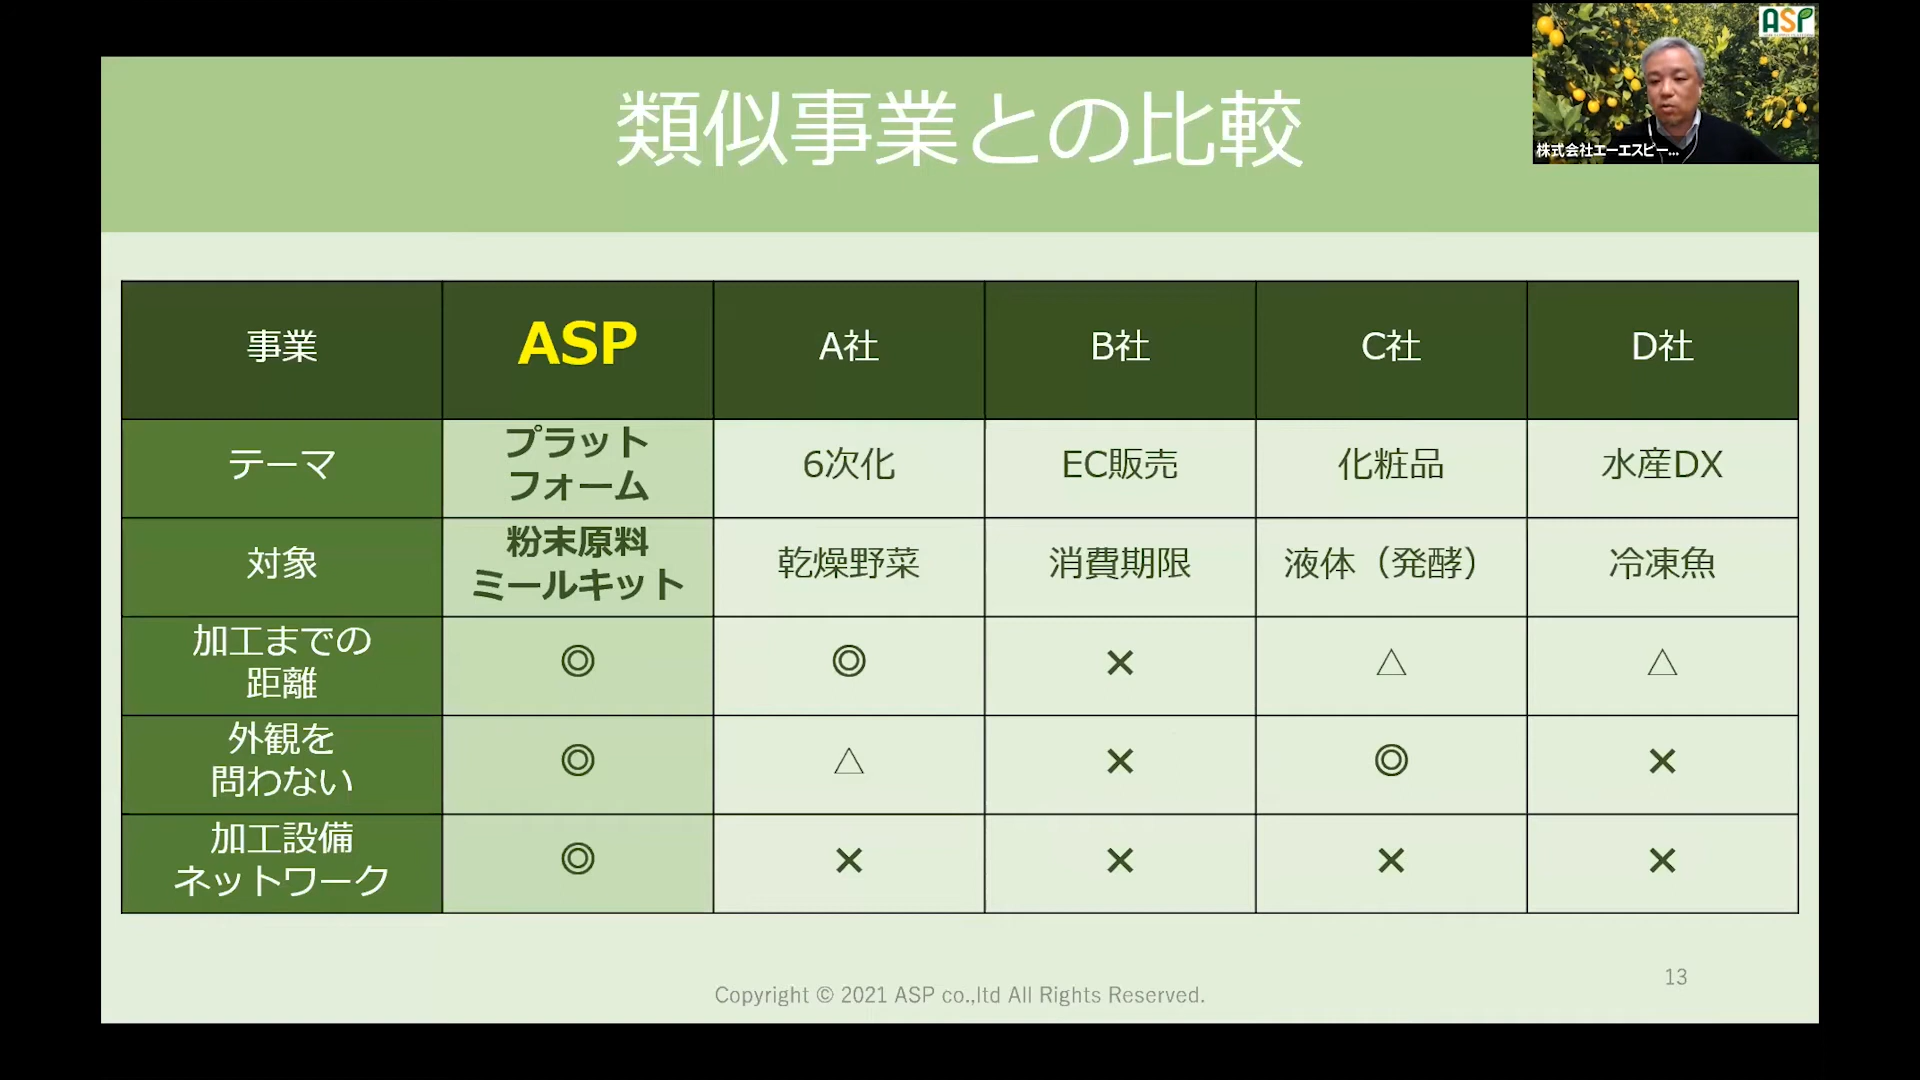 類似事業との比較
ASP
株式会社エーエスピー...
事業 ASP A社 B社 C社 D社
テーマ プラット
フォーム 6次化 EC販売 化粧品 水産DX
対象 粉末原料
ミールキット 乾燥野菜 消費期限 液体（発酵） 冷凍魚
加工までの
距離 ◎ ◎ × △ △
外観を
問わない ◎ △ × ◎ ×
加工設備
ネットワーク ◎ × × × ×
Copyright © 2021 ASP co.,ltd All Rights Reserved.
13